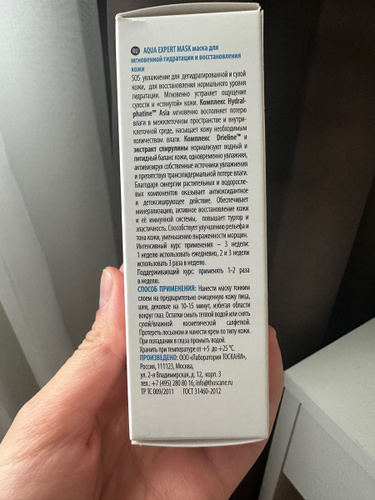 RU AQUA EXPERT MASK маска для
мгновенной гидратации и восстановления
кожи
SOS увлажнение для дегидратированной и сухой
кожи, для восстановления нормального уровня
гидратации. Мгновенно устраняет ощущение
сухости и «стянутой» кожи. Комплекс Hydral-
phatine™ Asia мгновенно восполняет потерю
влаги в межклеточном пространстве и внутри-
клеточной среде, насыщает кожу необходимым
количеством влаги. Комплекс Drieline™ и
экстракт спирулины нормализуют водный и
липидный баланс кожи, одновременно увлажняя,
активизируя собственные источники увлажнения
и препятствуя трансэпидермальной потере влаги.
Благодаря синергии растительных и водоросле-
вых компонентов оказывает антиоксидантное
и детоксицирующее действие. Обеспечивает
минерализацию, активное восстановление кожи
и её иммунной системы, повышает тургор и
эластичность. Способствует улучшению рельефа и
тона кожи, уменьшению выраженности морщин.
Интенсивный курс применения – 3 недели:
1 неделю использовать ежедневно, 2 и 3 недели
использовать 3 раза в неделю.
Поддерживающий курс применять 1-2 раза
в неделю.
СПОСОБ ПРИМЕНЕНИЯ: Нанести маску тонким
слоем на предварительно очищенную кожу лица,
шеи, декольте на 10-15 минут, избегая области
вокруг глаз. Остатки смыть теплой водой или снять
сухой/влажной косметической салфеткой.
Протереть лосьоном и нанести крем по типу кожи.
При попадании в глаза промыть водой.
Хранить при температуре от +5 до +25 °C.
ПРОИЗВЕДЕНО: ООО «Лаборатория ТОСКАНИ»,
Россия, 111123, Москва,
ул. 2-я Владимирская, д. 12, корп. 3
тел.: +7 (495) 280 80 16; info@thoscane.ru
ТР ТС 009/2011 ГОСТ 31460-2012